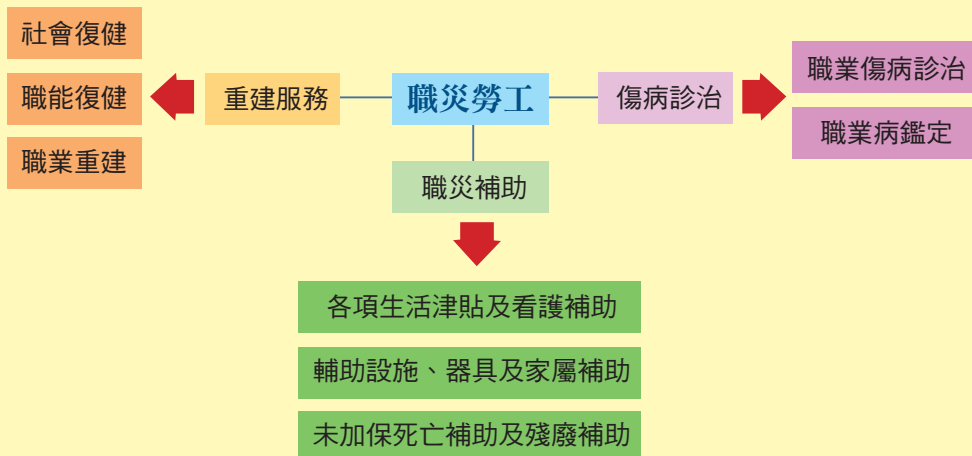 社會復健
職能復健
職業重建
重建服務
職災勞工
傷病診治
職業傷病診治
職業病鑑定
職災補助
各項生活津貼及看護補助
輔助設施、器具及家屬補助
未加保死亡補助及殘廢補助